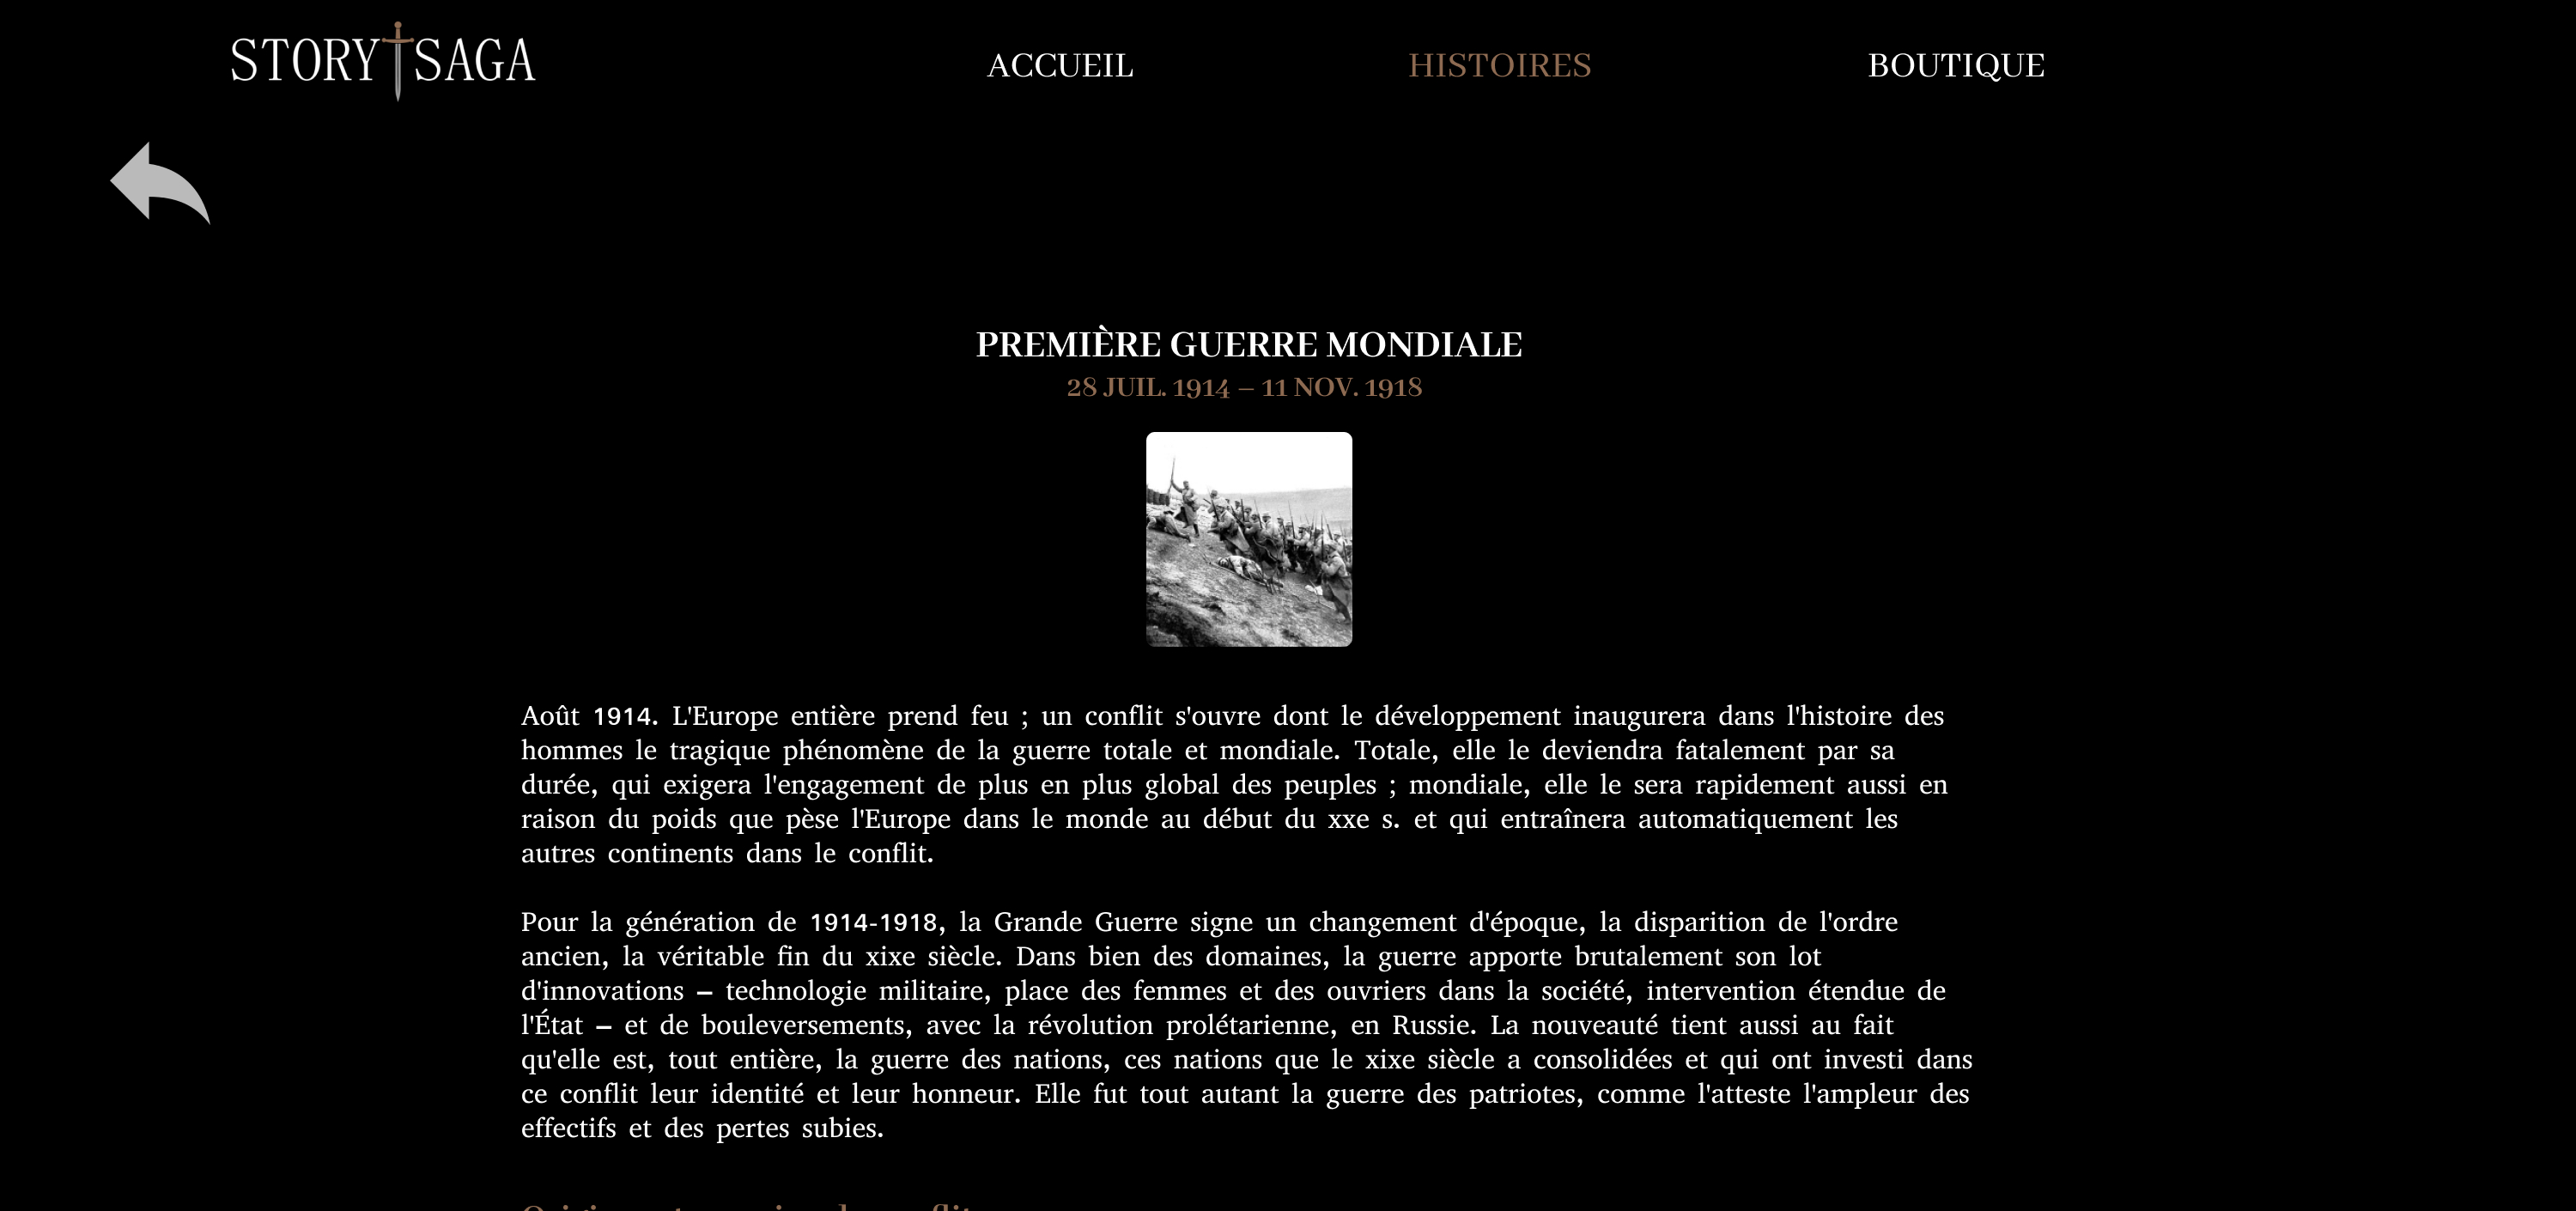 STORY SAGA
ACCUEIL
HISTOIRES
BOUTIQUE
PREMIÈRE GUERRE MONDIALE
28 JUIL. 1914 – 11 NOV. 1918
Août 1914. L'Europe entière prend feu ; un conflit s'ouvre dont le développement inaugurera dans l'histoire des
hommes le tragique phénomène de la guerre totale et mondiale. Totale, elle le deviendra fatalement par sa
durée, qui exigera l'engagement de plus en plus global des peuples ; mondiale, elle le sera rapidement aussi en
raison du poids que pèse l'Europe dans le monde au début du xxe s. et qui entraînera automatiquement les
autres continents dans le conflit.
Pour la génération de 1914-1918, la Grande Guerre signe un changement d'époque, la disparition de l'ordre
ancien, la véritable fin du xixe siècle. Dans bien des domaines, la guerre apporte brutalement son lot
d'innovations – technologie militaire, place des femmes et des ouvriers dans la société, intervention étendue de
l'État – et de bouleversements, avec la révolution prolétarienne, en Russie. La nouveauté tient aussi au fait
qu'elle est, tout entière, la guerre des nations, ces nations que le xixe siècle a consolidées et qui ont investi dans
ce conflit leur identité et leur honneur. Elle fut tout autant la guerre des patriotes, comme l'atteste l'ampleur des
effectifs et des pertes subies.